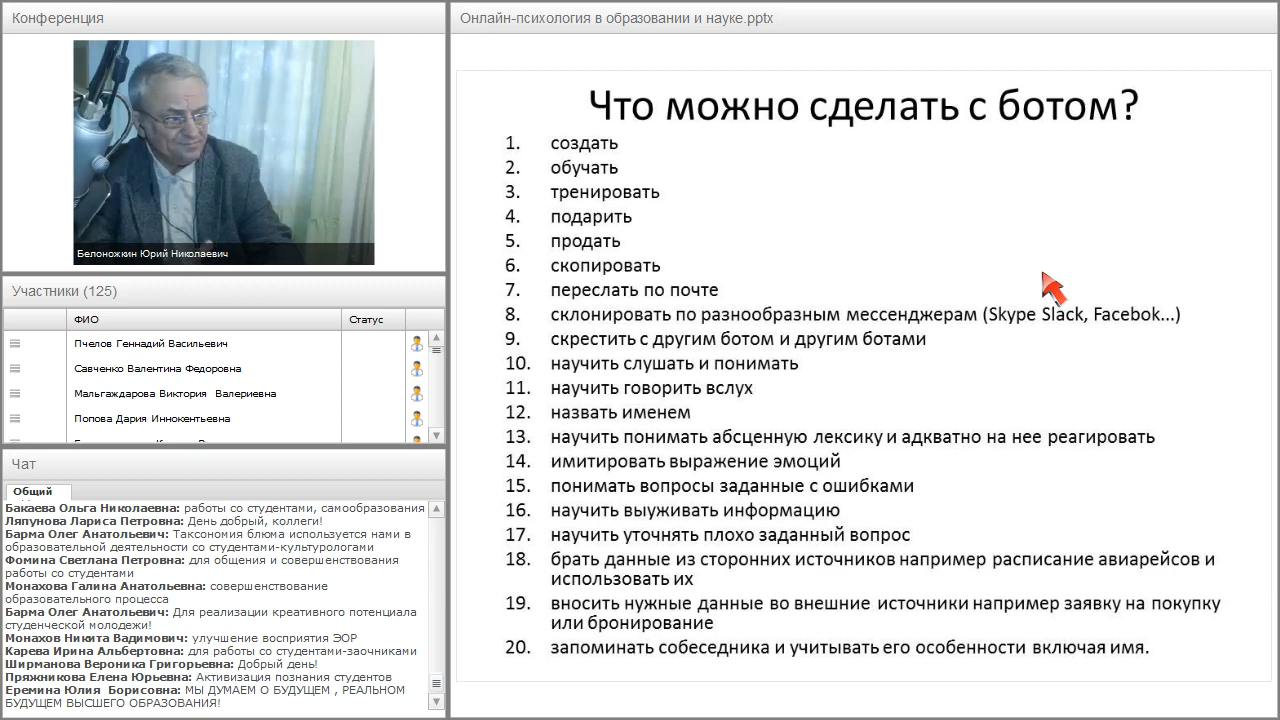 Конференция
Белоножкин Юрий Николаевич
Участники (125)
ФИО
Статус
Пчелов Геннадий Васильевич
Савченко Валентина Федоровна
Мальгаждарова Виктория Валериевна
Попова Дария Иннокентьевна
Чат
Общий
Бакаева Ольга Николаевна: работы со студентами, самообразования
Ляпунова Лариса Петровна: День добрый, коллеги!
Барма Олег Анатольевич: Таксономия блюма используется нами в
образовательной деятельности со студентами-культурологами
Фомина Светлана Петровна: для общения и совершенствования
работы со студентами
Монахова Галина Анатольевна: совершенствование
образовательного процесса
Барма Олег Анатольевич: Для реализации креативного потенциала
студенческой молодежи!
Монахов Никита Вадимович: улучшение восприятия ЭОР
Карева Ирина Альбертовна: для работы со студентами-заочниками
Ширманова Вероника Григорьевна: Добрый день!
Пряжникова Елена Юрьевна: Активизация познания студентов
Еремина Юлия Борисовна: МЫ ДУМАЕМ О БУДУЩЕМ , РЕАЛЬНОМ
БУДУЩЕМ ВЫСШЕГО ОБРАЗОВАНИЯ!
Онлайн-психология в образовании и науке.pptx
Что можно сделать с ботом?
1. создать
2. обучать
3. тренировать
4. подарить
5. продать
6. скопировать
7. переслать по почте
8. склонировать по разнообразным мессенджерам (Skype Slack, Facebok...)
9. скрестить с другим ботом и другим ботами
10. научить слушать и понимать
11. научить говорить вслух
12. назвать именем
13. научить понимать абсценную лексику и адкватно на нее реагировать
14. имитировать выражение эмоций
15. понимать вопросы заданные с ошибками
16. научить выуживать информацию
17. научить уточнять плохо заданный вопрос
18. брать данные из сторонних источников например расписание авиарейсов и
использовать их
19. вносить нужные данные во внешние источники например заявку на покупку
или бронирование
20. запоминать собеседника и учитывать его особенности включая имя.